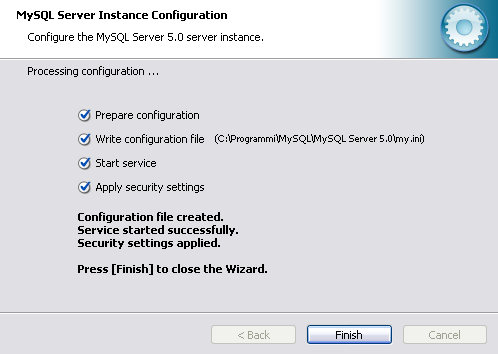 MySQL Server Instance Configuration
Configure the MySQL Server 5.0 server instance.
Processing configuration ...
Prepare configuration
Write configuration file (C:\Programmi\MySQL\MySQL Server 5.0\my.ini)
Start service
Apply security settings
Configuration file created.
Service started successfully.
Security settings applied.
Press [Finish] to close the Wizard.
< Back Finish Cancel